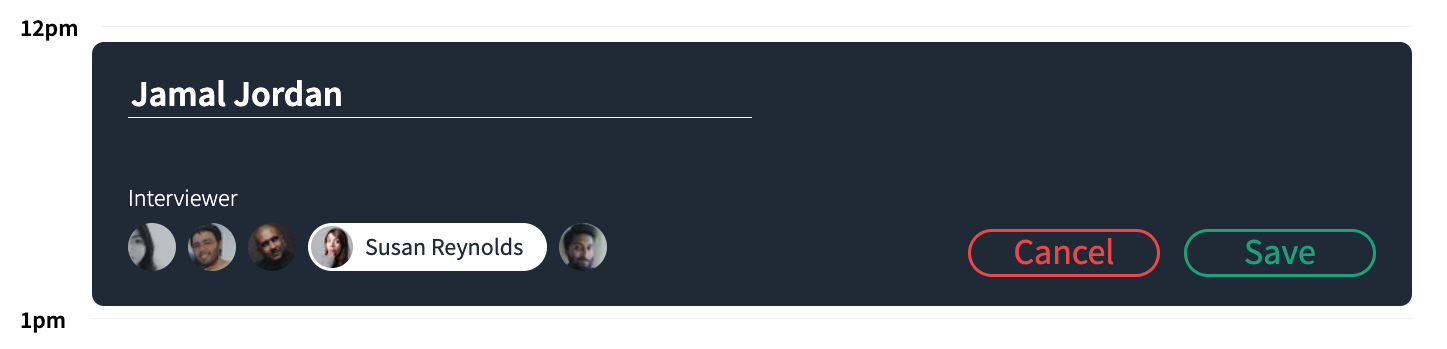 12pm
Jamal Jordan
Interviewer
Susan Reynolds
Cancel
Save
1pm